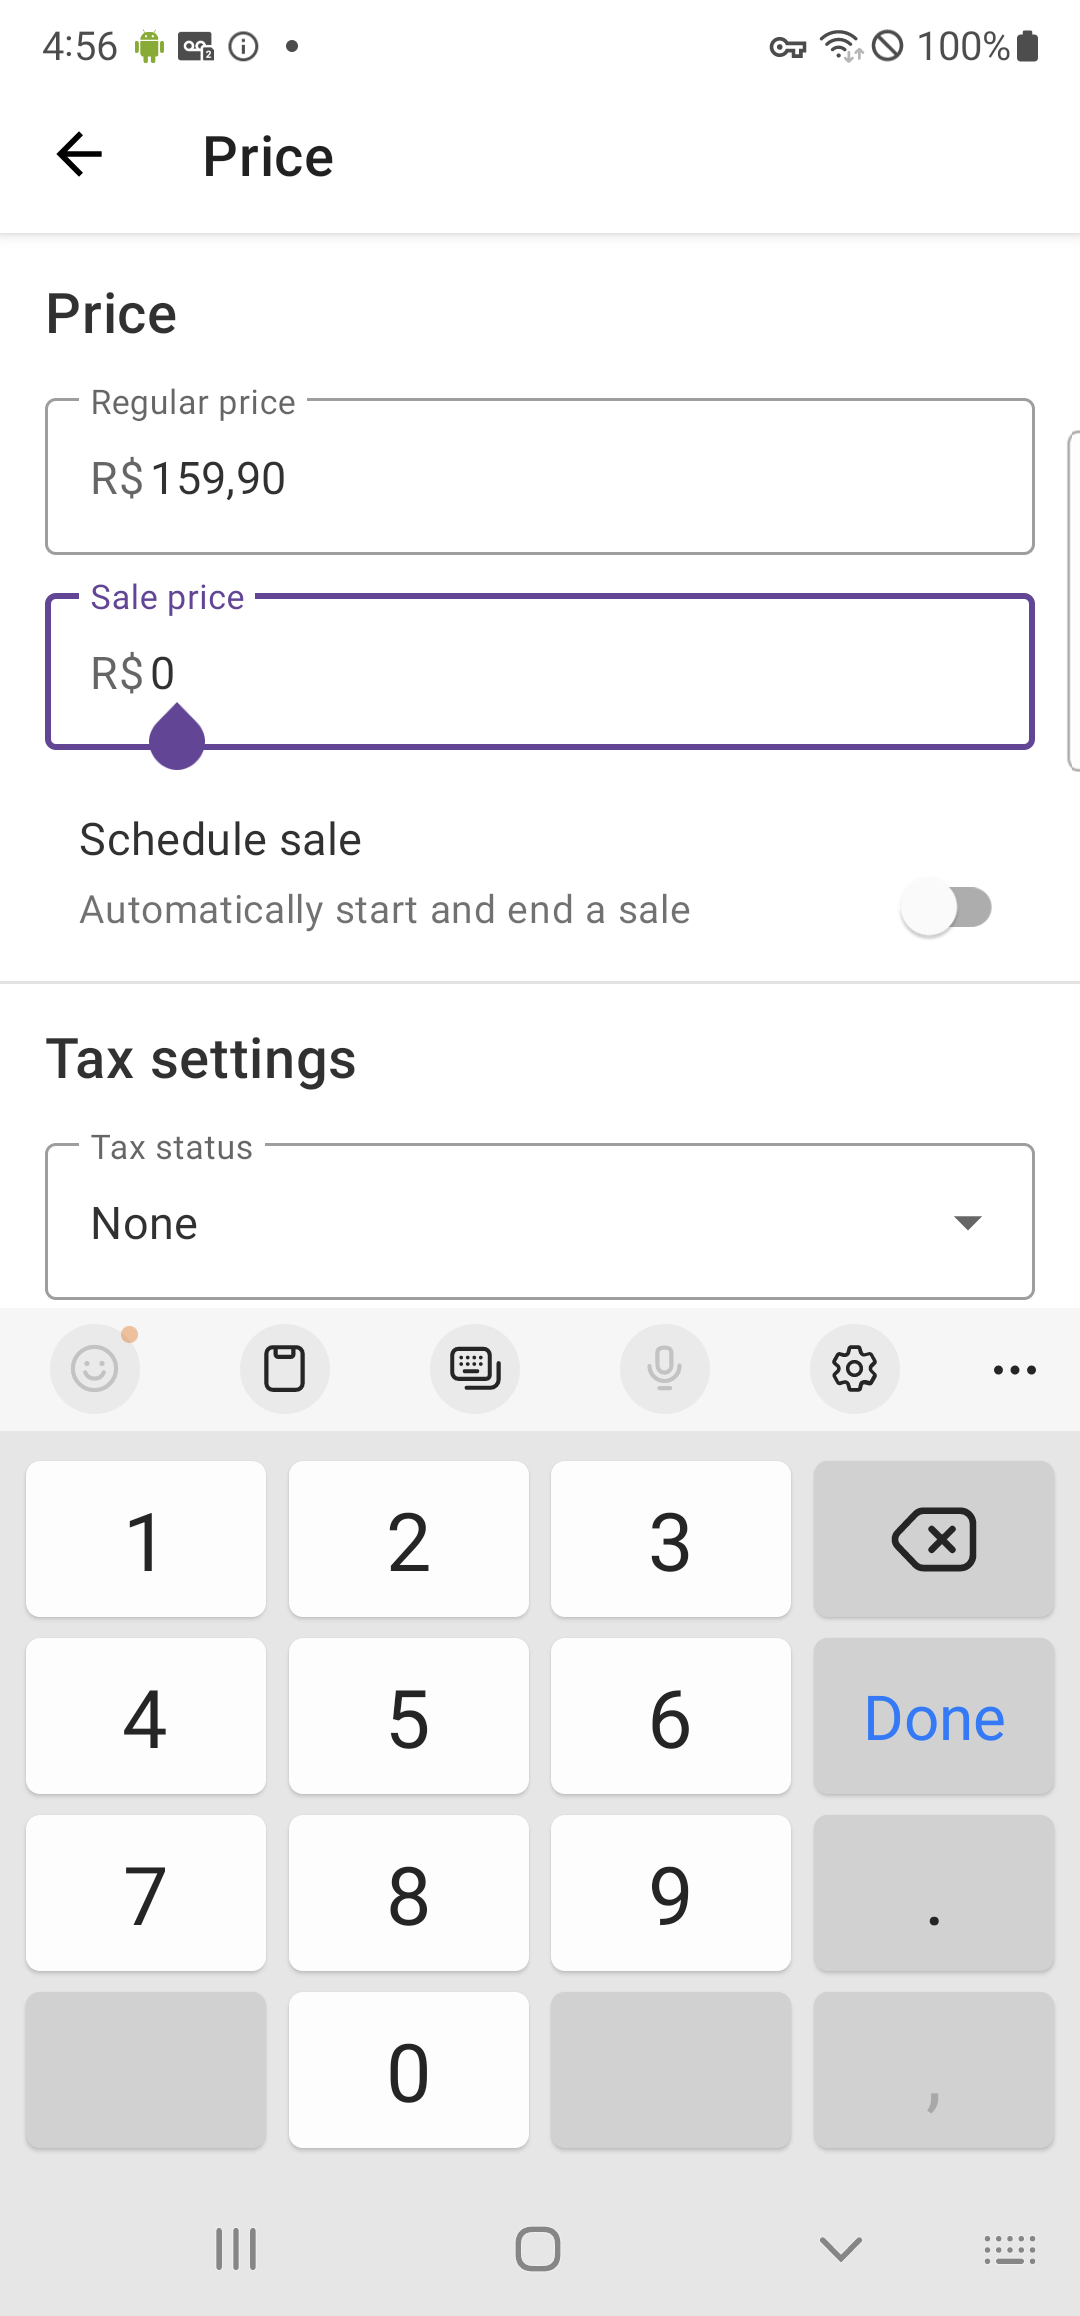 4:56 100%
Price
Price
Regular price
R$ 159,90
Sale price
R$ 0
Schedule sale
Automatically start and end a sale
Tax settings
Tax status
None
1 2 3
4 5 6 Done
7 8 9 .
0 ,